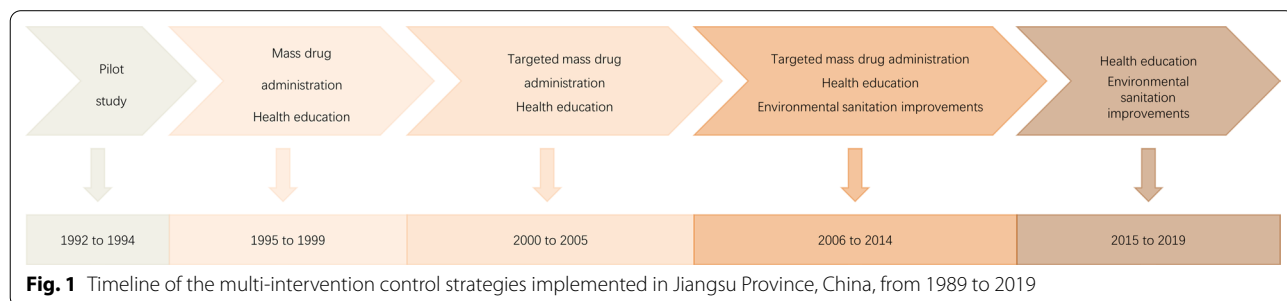 Pilot
study
Mass drug
administration
Health education
Targeted mass drug
administration
Health education
Targeted mass drug administration
Health education
Environmental sanitation improvements
Health education
Environmental
sanitation
improvements
1992 to 1994
1995 to 1999
2000 to 2005
2006 to 2014
2015 to 2019
Fig. 1 Timeline of the multi-intervention control strategies implemented in Jiangsu Province, China, from 1989 to 2019